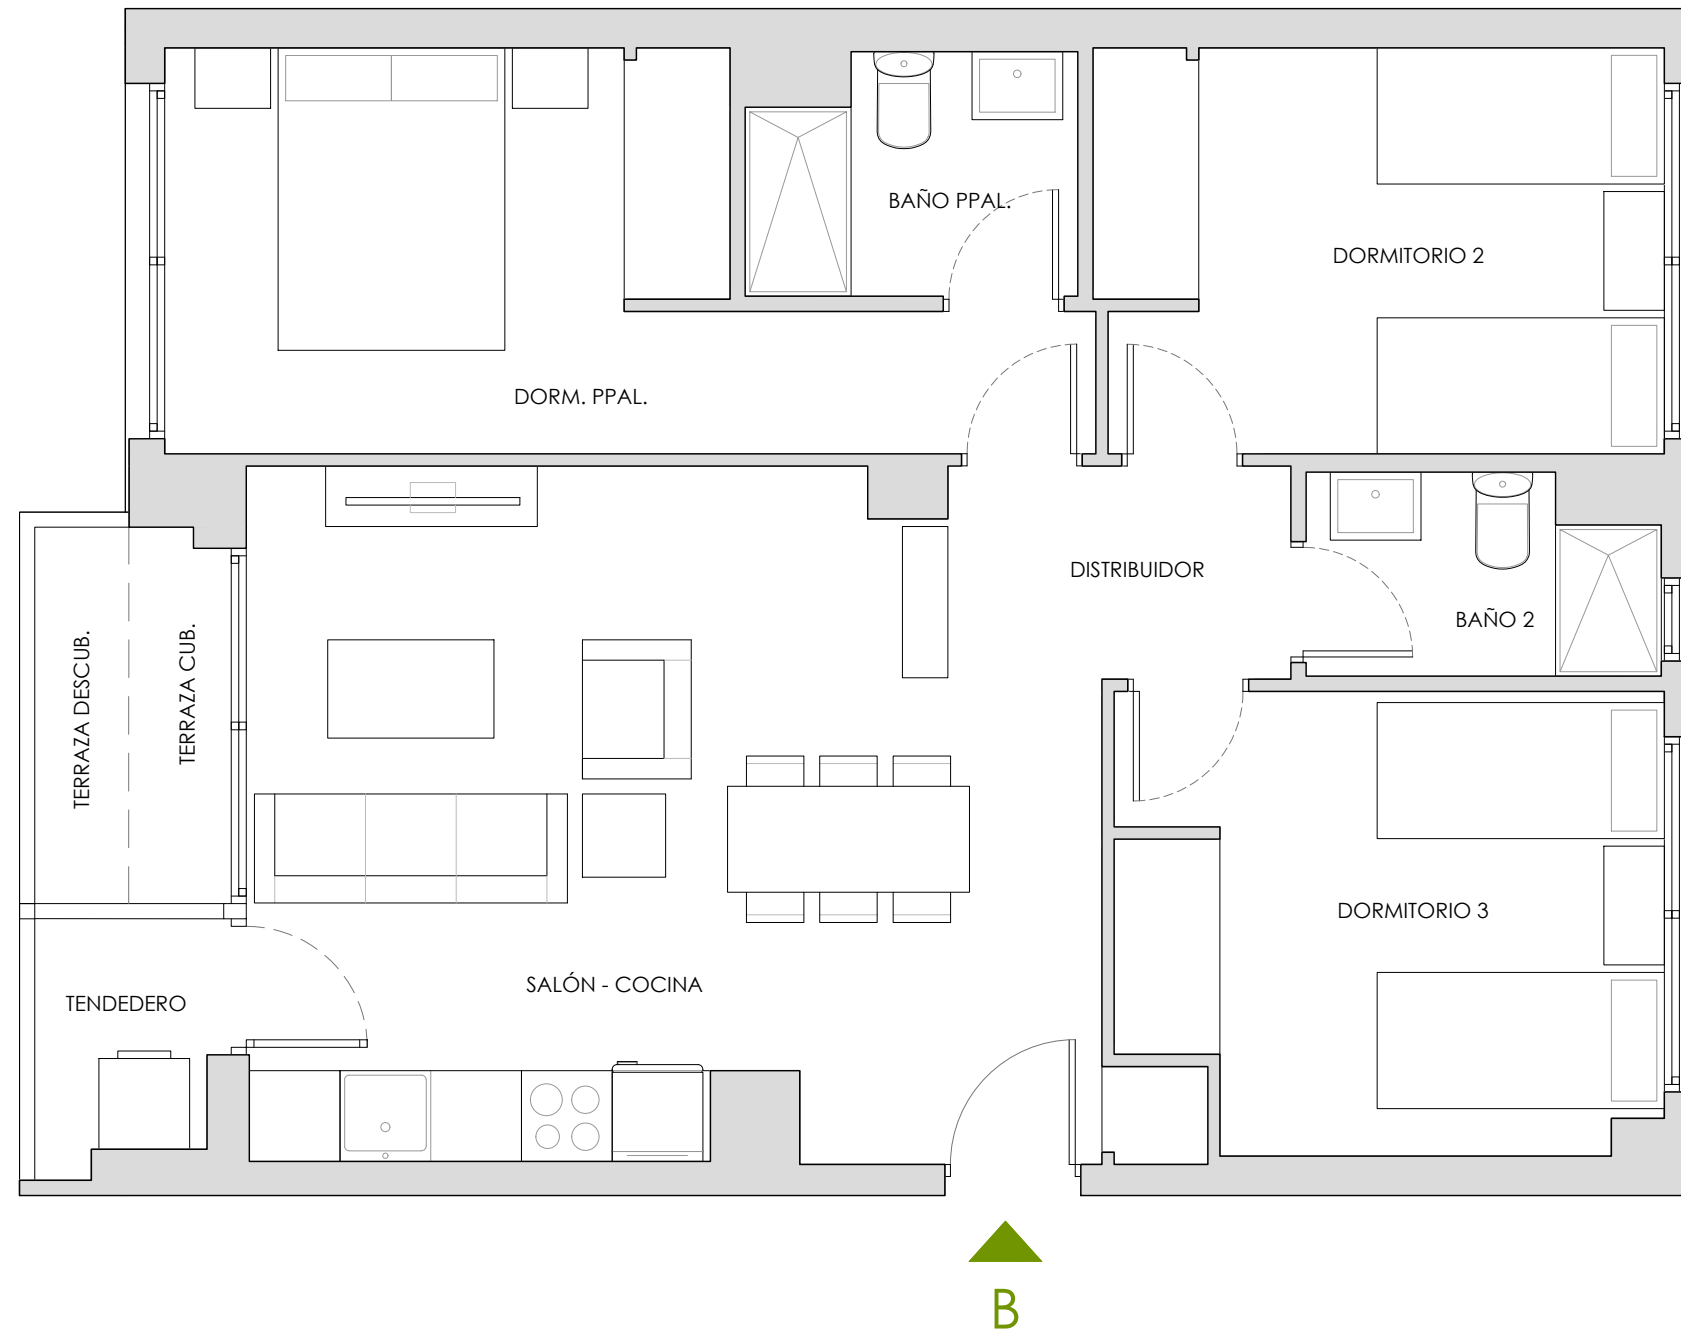 BAÑO PPAL.
DORMITORIO 2
DORM. PPAL.
DISTRIBUIDOR
BAÑO 2
TERRAZA DESCUB.
TERRAZA CUB.
DORMITORIO 3
SALÓN - COCINA
TENDEDERO
B